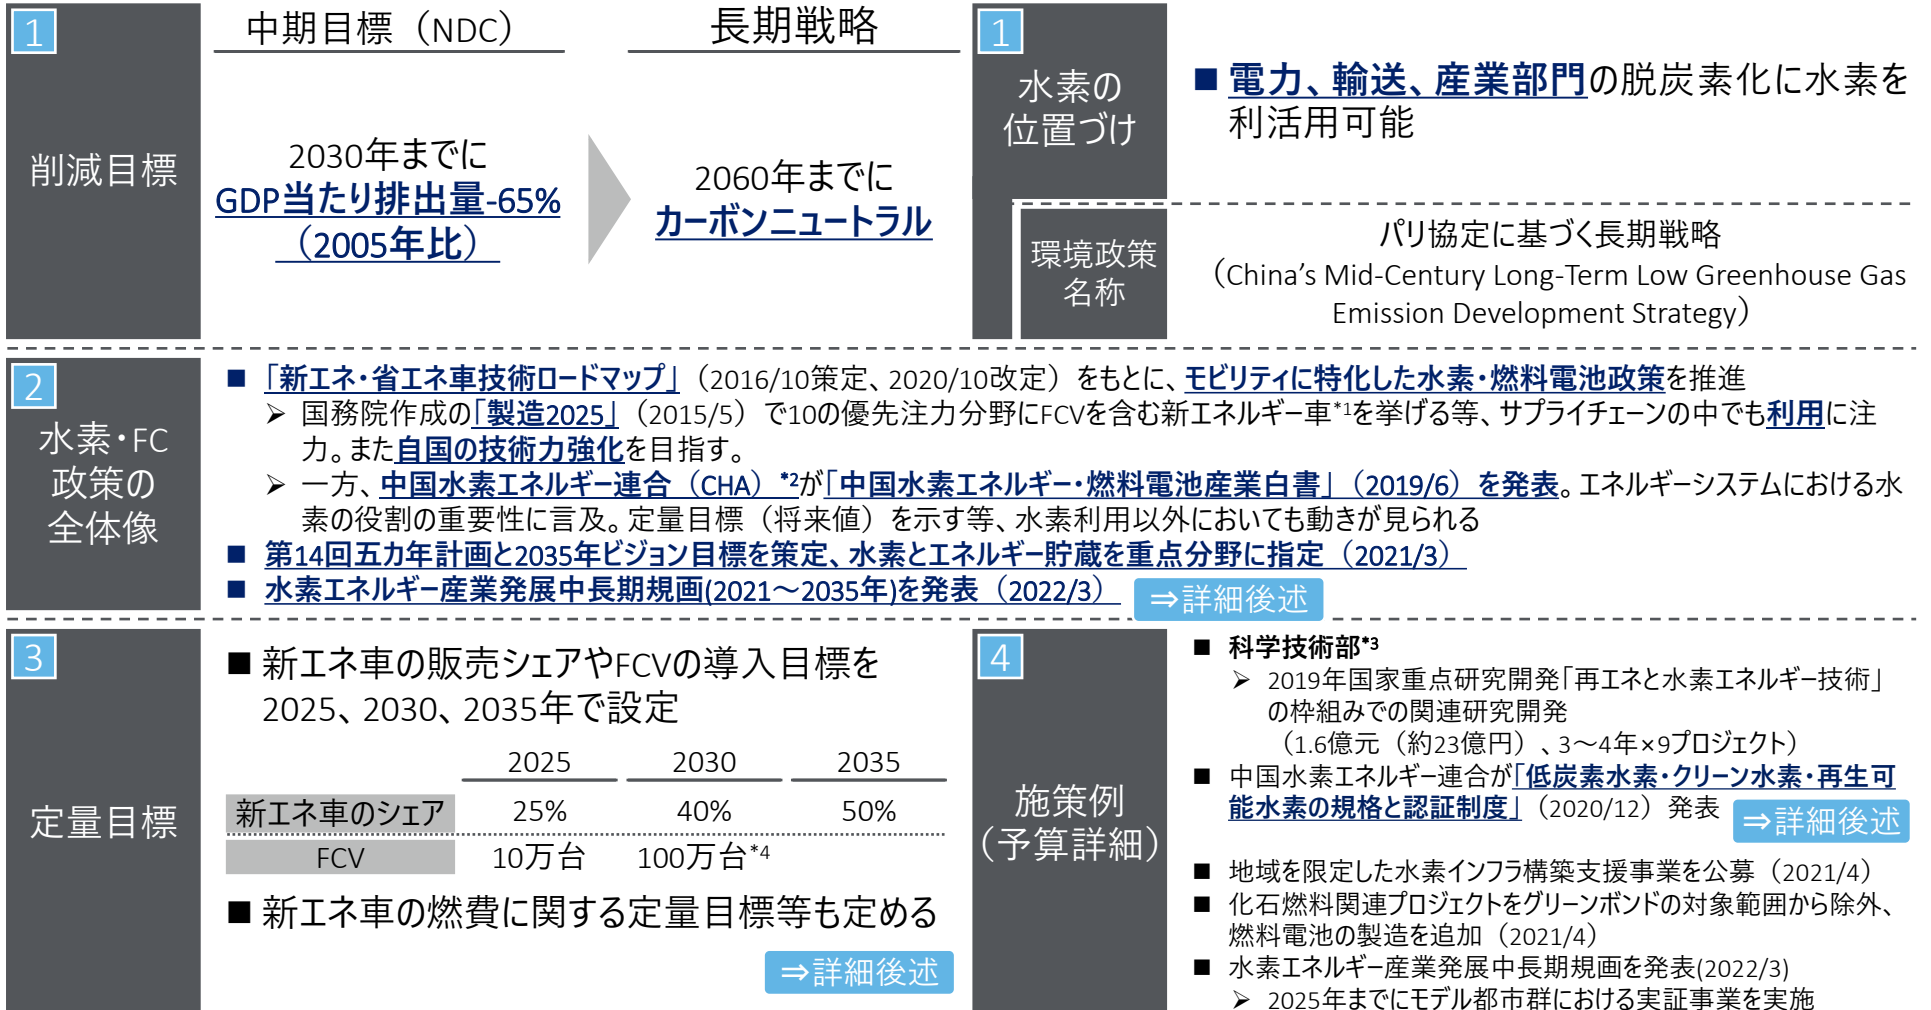 1
削減目標
中期目標（NDC）
長期戦略
2030年までに
GDP当たり排出量-65%
（2005年比）
2060年までに
カーボンニュートラル
1
水素の
位置づけ
■ 電力、輸送、産業部門の脱炭素化に水素を
利活用可能
環境政策
名称
パリ協定に基づく長期戦略
（China’s Mid-Century Long-Term Low Greenhouse Gas
Emission Development Strategy）
2
水素・FC
政策の
全体像
■ 「新エネ・省エネ車技術ロードマップ」（2016/10策定、2020/10改定）をもとに、モビリティに特化した水素・燃料電池政策を推進
➢ 国務院作成の「製造2025」（2015/5）で10の優先注力分野にFCVを含む新エネルギー車*1を挙げる等、サプライチェーンの中でも利用に注
力。また自国の技術力強化を目指す。
➢ 一方、中国水素エネルギー連合（CHA）*2が「中国水素エネルギー・燃料電池産業白書」（2019/6）を発表。エネルギーシステムにおける水
素の役割の重要性に言及。定量目標（将来値）を示す等、水素利用以外においても動きが見られる
■ 第14回五カ年計画と2035年ビジョン目標を策定、水素とエネルギー貯蔵を重点分野に指定（2021/3）
■ 水素エネルギー産業発展中長期規画(2021～2035年)を発表（2022/3）
⇒詳細後述
3
定量目標
■ 新エネ車の販売シェアやFCVの導入目標を
2025、2030、2035年で設定
2025 2030 2035
新エネ車のシェア 25% 40% 50%
FCV 10万台 100万台*4
■ 新エネ車の燃費に関する定量目標等も定める
⇒詳細後述
4
施策例
（予算詳細）
■ 科学技術部*3
➢ 2019年国家重点研究開発「再エネと水素エネルギー技術」
の枠組みでの関連研究開発
（1.6億元（約23億円）、3～4年×9プロジェクト）
■ 中国水素エネルギー連合が「低炭素水素・クリーン水素・再生可
能水素の規格と認証制度」（2020/12）発表
⇒詳細後述
■ 地域を限定した水素インフラ構築支援事業を公募（2021/4）
■ 化石燃料関連プロジェクトをグリーンボンドの対象範囲から除外、
燃料電池の製造を追加（2021/4）
■ 水素エネルギー産業発展中長期規画を発表(2022/3)
➢ 2025年までにモデル都市群における実証事業を実施